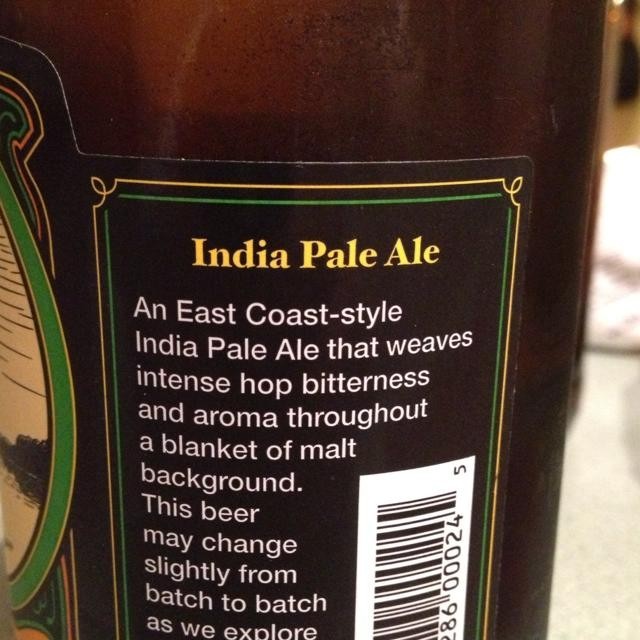 India Pale Ale
An East Coast-style
India Pale Ale that weaves
intense hop bitterness
and aroma throughout
a blanket of malt
background.
This beer
may change
slightly from
batch to batch
as we explore
5
00024